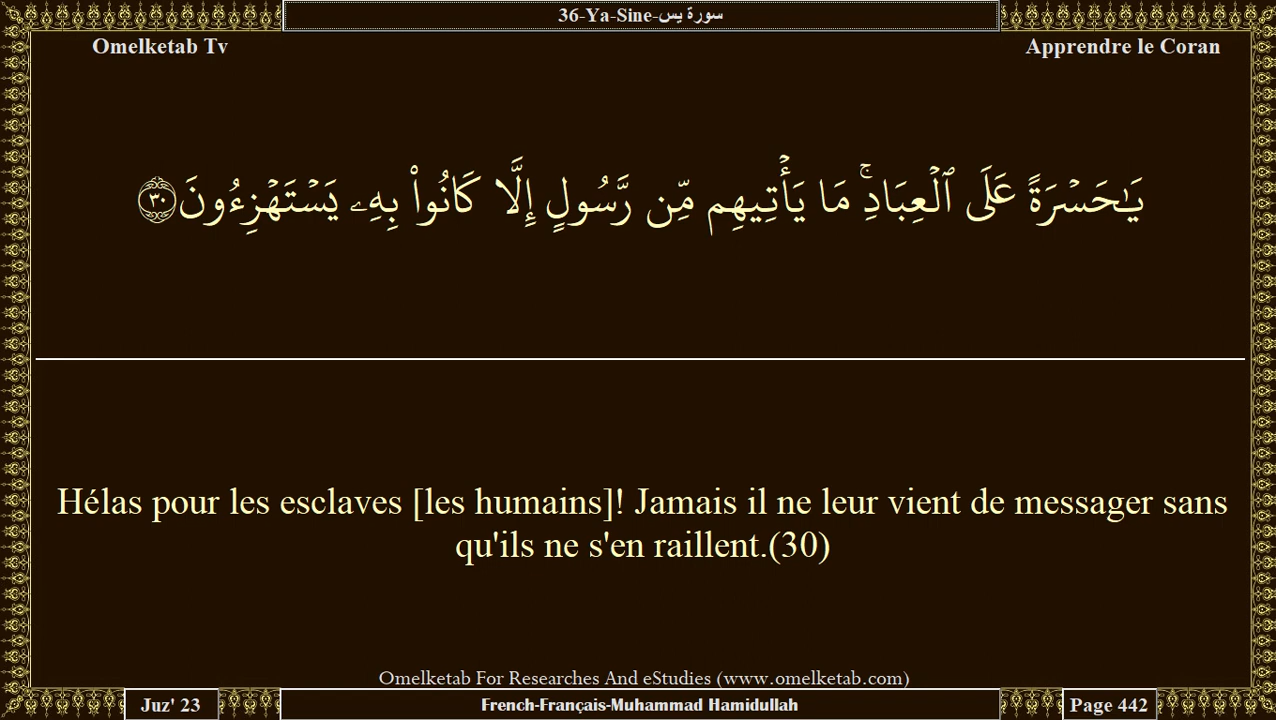 36-Ya-Sine-سورة يس
Omelketab Tv
Apprendre le Coran
يَـٰحَسۡرَةً عَلَى ٱلۡعِبَادِۚ مَا يَأۡتِيهِم مِّن رَّسُولٍ إِلَّا كَانُواْ بِهِۦ يَسۡتَهۡزِءُونَ ٣٠
Hélas pour les esclaves [les humains]! Jamais il ne leur vient de messager sans
qu'ils ne s'en raillent.(30)
Omelketab For Researches And eStudies (www.omelketab.com)
Juz' 23
French-Français-Muhammad Hamidullah
Page 442